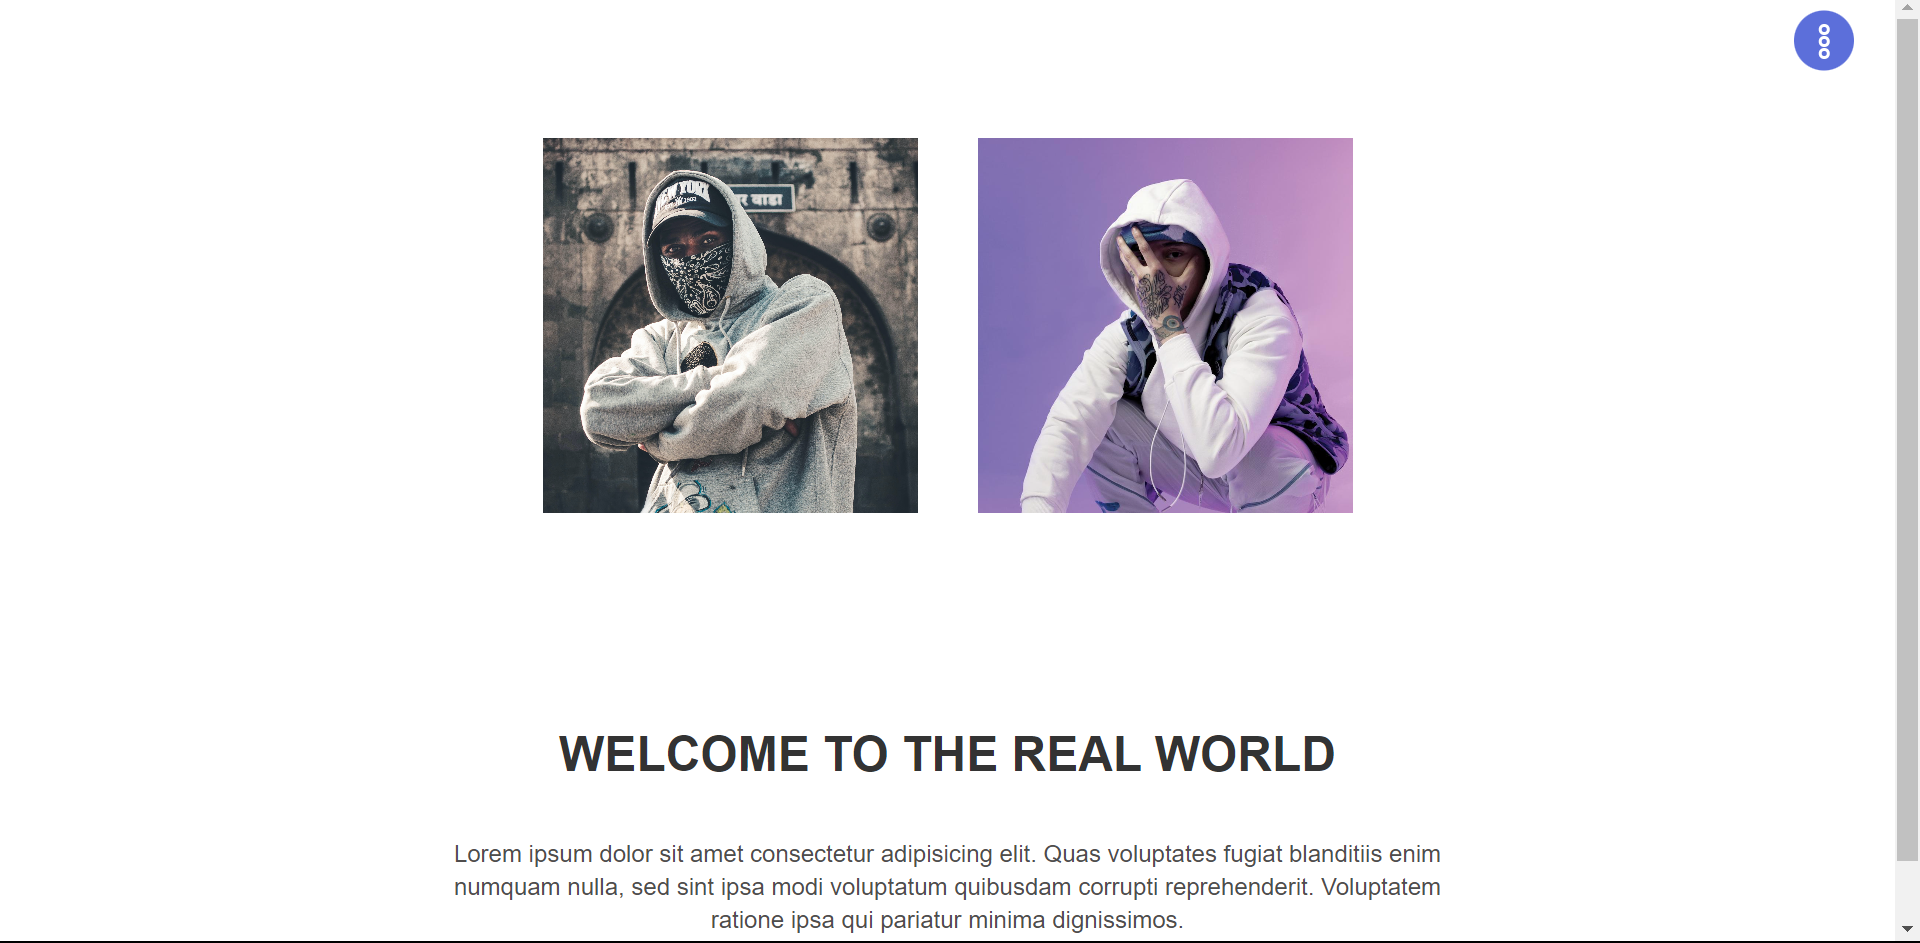 NEW YORK
र वाडा
WELCOME TO THE REAL WORLD
Lorem ipsum dolor sit amet consectetur adipisicing elit. Quas voluptates fugiat blanditiis enim
numquam nulla, sed sint ipsa modi voluptatum quibusdam corrupti reprehenderit. Voluptatem
ratione ipsa qui pariatur minima dignissimos.